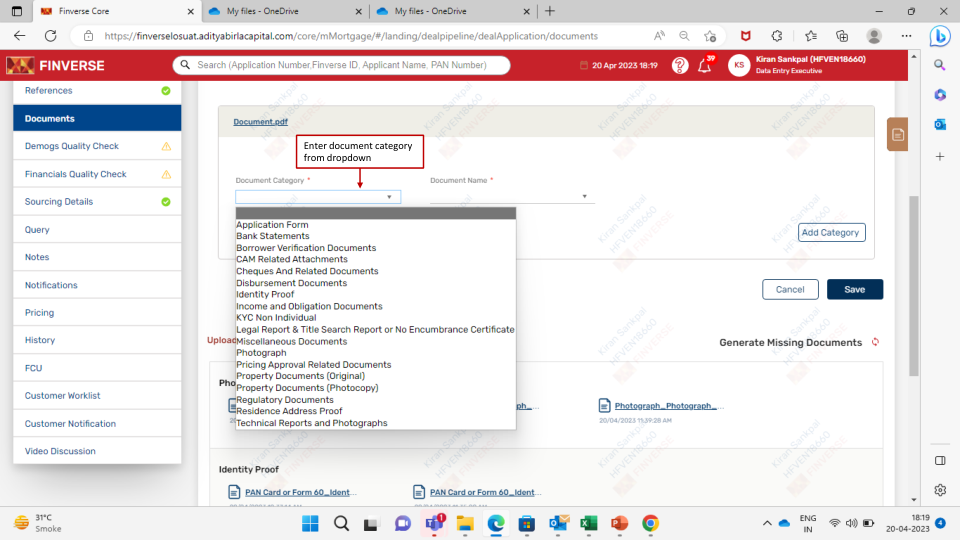 Finverse Core
My files - OneDrive
My files - OneDrive
https://finverselosuat.adityabirlacapital.com/core/mMortgage/#/landing/dealpipeline/dealApplication/documents
FINVERSE
Search (Application Number,Finverse ID, Applicant Name, PAN Number)
20 Apr 2023 18:19
39
KS
Kiran Sankpal (HFVEN18660)
Data Entry Executive
References
Documents
Demogs Quality Check
Financials Quality Check
Sourcing Details
Query
Notes
Notifications
Pricing
History
FCU
Customer Worklist
Customer Notification
Video Discussion
Document.pdf
Enter document category
from dropdown
Document Category *
Document Name *
Application Form
Bank Statements
Borrower Verification Documents
CAM Related Attachments
Cheques And Related Documents
Disbursement Documents
Identity Proof
Income and Obligation Documents
KYC Non Individual
Legal Report & Title Search Report or No Encumbrance Certificate
Miscellaneous Documents
Photograph
Pricing Approval Related Documents
Property Documents (Original)
Property Documents (Photocopy)
Regulatory Documents
Residence Address Proof
Technical Reports and Photographs
Add Category
Cancel
Save
Upload
Generate Missing Documents
Pho
ph_...
Photograph_Photograph_...
20/04/2023 11:39:28 AM
Identity Proof
PAN Card or Form 60_Ident...
PAN Card or Form 60_Ident...
Kiran Sankpal
HFVEN18660
FINVERSE
31°C
Smoke
1
ENG
IN
18:19
20-04-2023
4